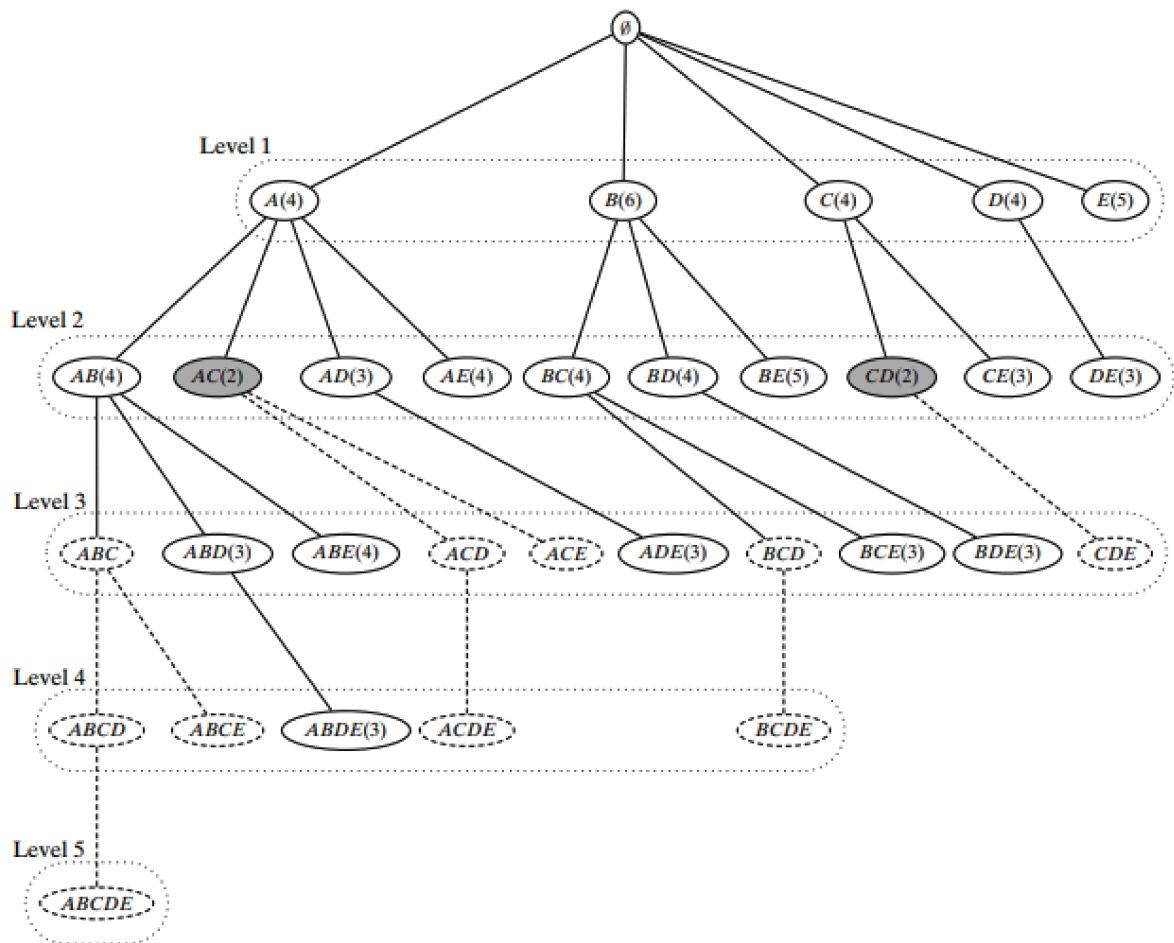 ∅
Level 1
A(4) B(6) C(4) D(4) E(5)
Level 2
AB(4) AC(2) AD(3) AE(4) BC(4) BD(4) BE(5) CD(2) CE(3) DE(3)
Level 3
ABC ABD(3) ABE(4) ACD ACE ADE(3) BCD BCE(3) BDE(3) CDE
Level 4
ABCD ABCE ABDE(3) ACDE BCDE
Level 5
ABCDE